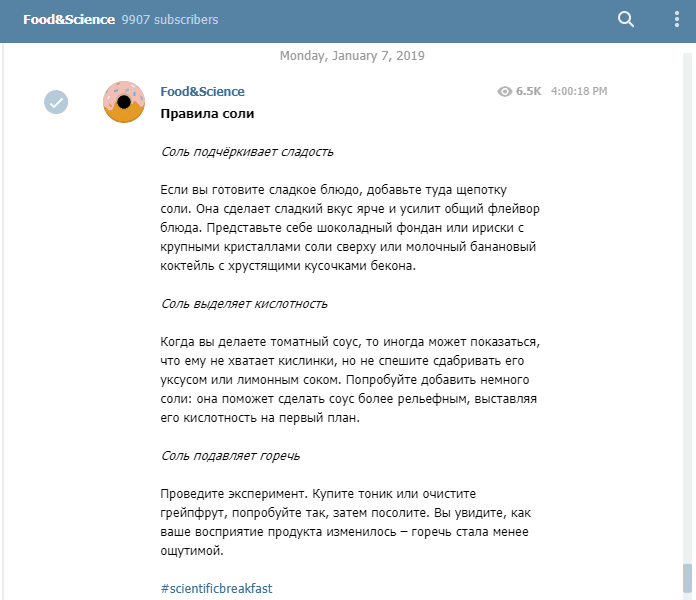 Food&Science 9907 subscribers
Monday, January 7, 2019
Food&Science 6.5K 4:00:18 PM
Правила соли
Соль подчёркивает сладость
Если вы готовите сладкое блюдо, добавьте туда щепотку
соли. Она сделает сладкий вкус ярче и усилит общий флейвор
блюда. Представьте себе шоколадный фондан или ириски с
крупными кристаллами соли сверху или молочный банановый
коктейль с хрустящими кусочками бекона.
Соль выделяет кислотность
Когда вы делаете томатный соус, то иногда может показаться,
что ему не хватает кислинки, но не спешите сдабривать его
уксусом или лимонным соком. Попробуйте добавить немного
соли: она поможет сделать соус более рельефным, выставляя
его кислотность на первый план.
Соль подавляет горечь
Проведите эксперимент. Купите тоник или очистите
грейпфрут, попробуйте так, затем посолите. Вы увидите, как
ваше восприятие продукта изменилось – горечь стала менее
ощутимой.
#scientificbreakfast